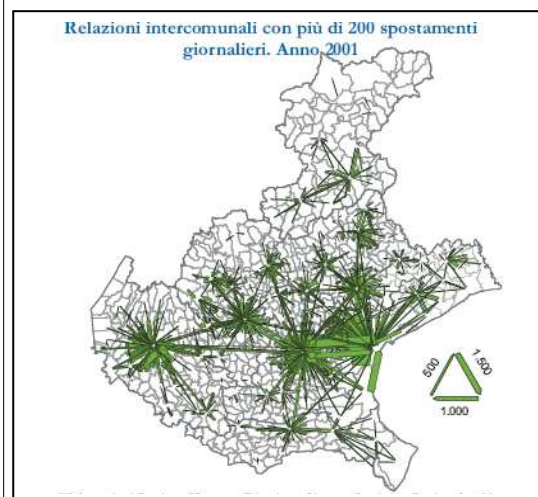 Relazioni intercomunali con più di 200 spostamenti
giornalieri. Anno 2001
500
1.500
1.000